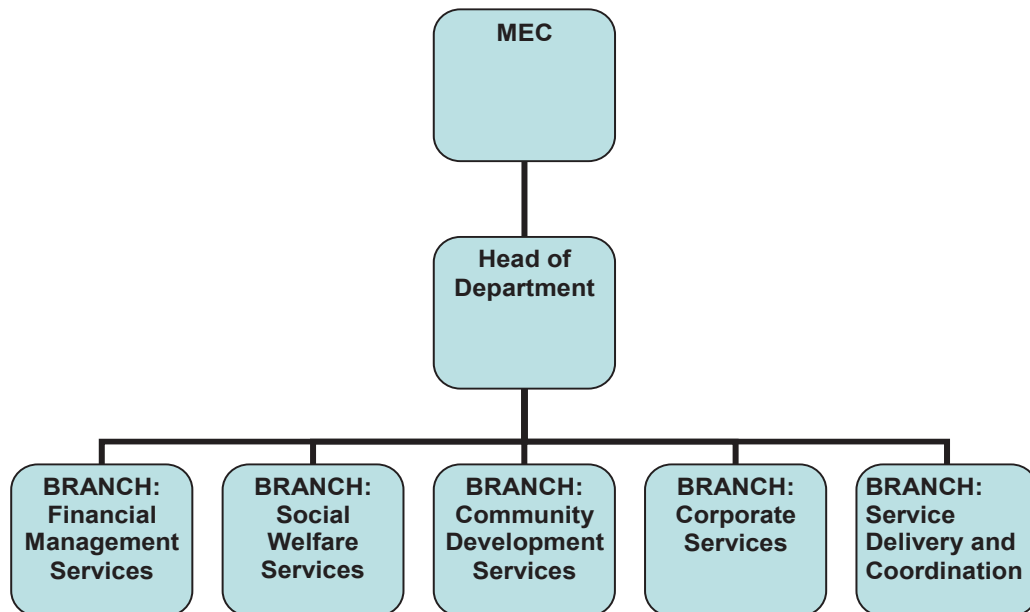 MEC
Head of
Department
BRANCH:
Financial
Management
Services
BRANCH:
Social
Welfare
Services
BRANCH:
Community
Development
Services
BRANCH:
Corporate
Services
BRANCH:
Service
Delivery and
Coordination